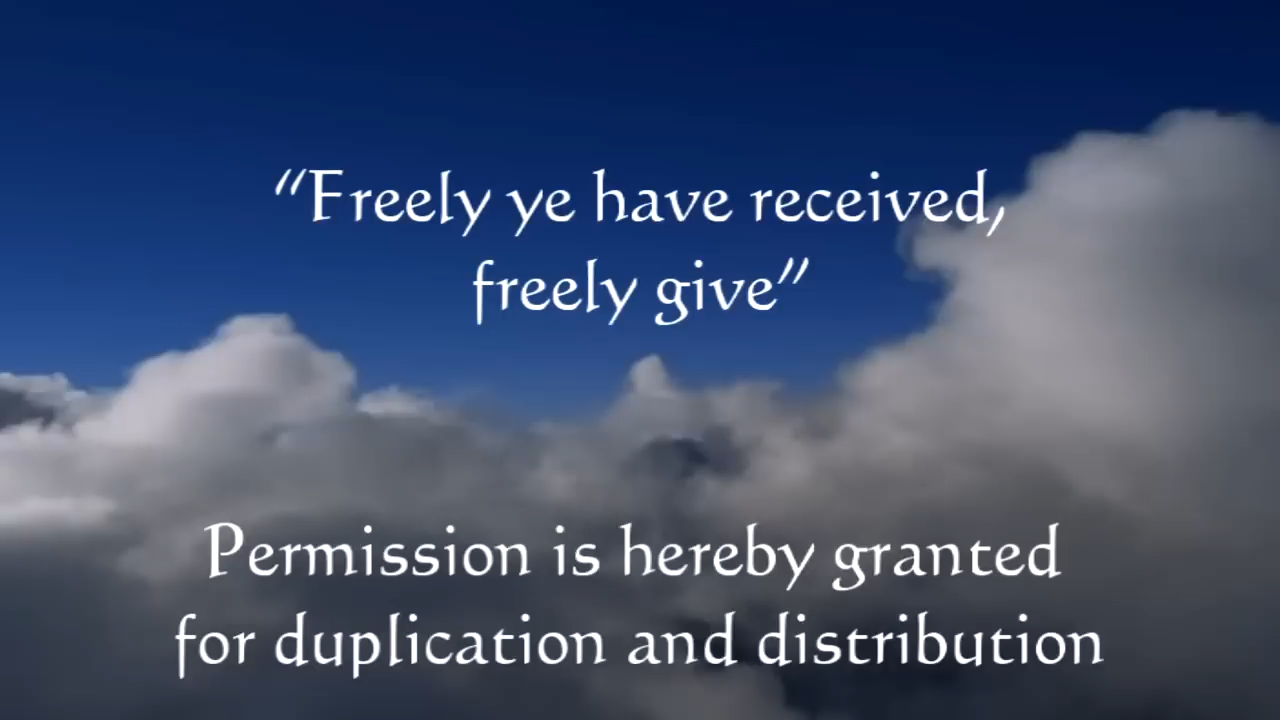 “Freely ye have received,
freely give”
Permission is hereby granted
for duplication and distribution